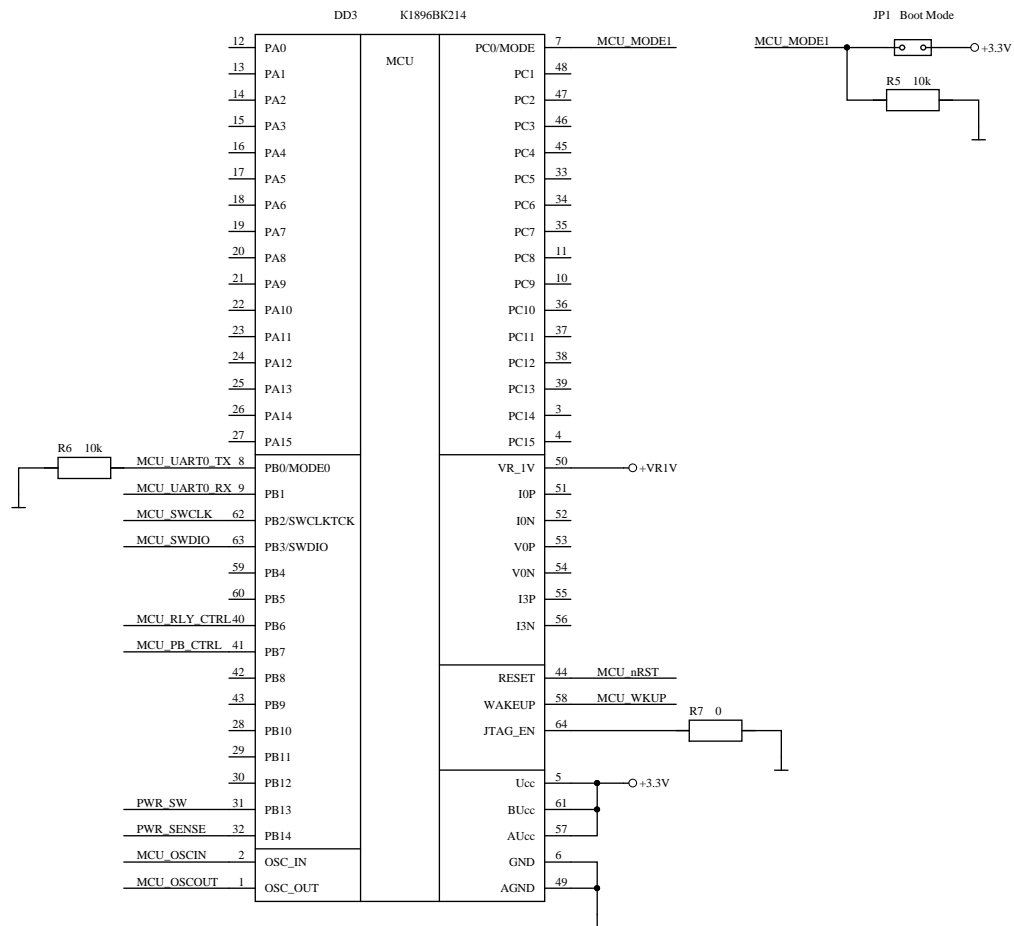 DD3 K1896BK214 JP1 Boot Mode
12 PA0 MCU PC0/MODE 7 MCU_MODE1 MCU_MODE1 +3.3V
13 PA1 PC1 48
R5 10k
14 PA2 PC2 47
15 PA3 PC3 46
16 PA4 PC4 45
17 PA5 PC5 33
18 PA6 PC6 34
19 PA7 PC7 35
20 PA8 PC8 11
21 PA9 PC9 10
22 PA10 PC10 36
23 PA11 PC11 37
24 PA12 PC12 38
25 PA13 PC13 39
26 PA14 PC14 3
27 PA15 PC15 4
R6 10k
MCU_UART0_TX 8 PB0/MODE0 VR_1V 50 +VR1V
MCU_UART0_RX 9 PB1 I0P 51
MCU_SWCLK 62 PB2/SWCLKTCK I0N 52
MCU_SWDIO 63 PB3/SWDIO V0P 53
59 PB4 V0N 54
60 PB5 I3P 55
MCU_RLY_CTRL 40 PB6 I3N 56
MCU_PB_CTRL 41 PB7
42 PB8 RESET 44 MCU_nRST
43 PB9 WAKEUP 58 MCU_WKUP
R7 0
28 PB10 JTAG_EN 64
29 PB11
30 PB12 Ucc 5 +3.3V
PWR_SW 31 PB13 BUcc 61
PWR_SENSE 32 PB14 AUcc 57
MCU_OSCIN 2 OSC_IN GND 6
MCU_OSCOUT 1 OSC_OUT AGND 49